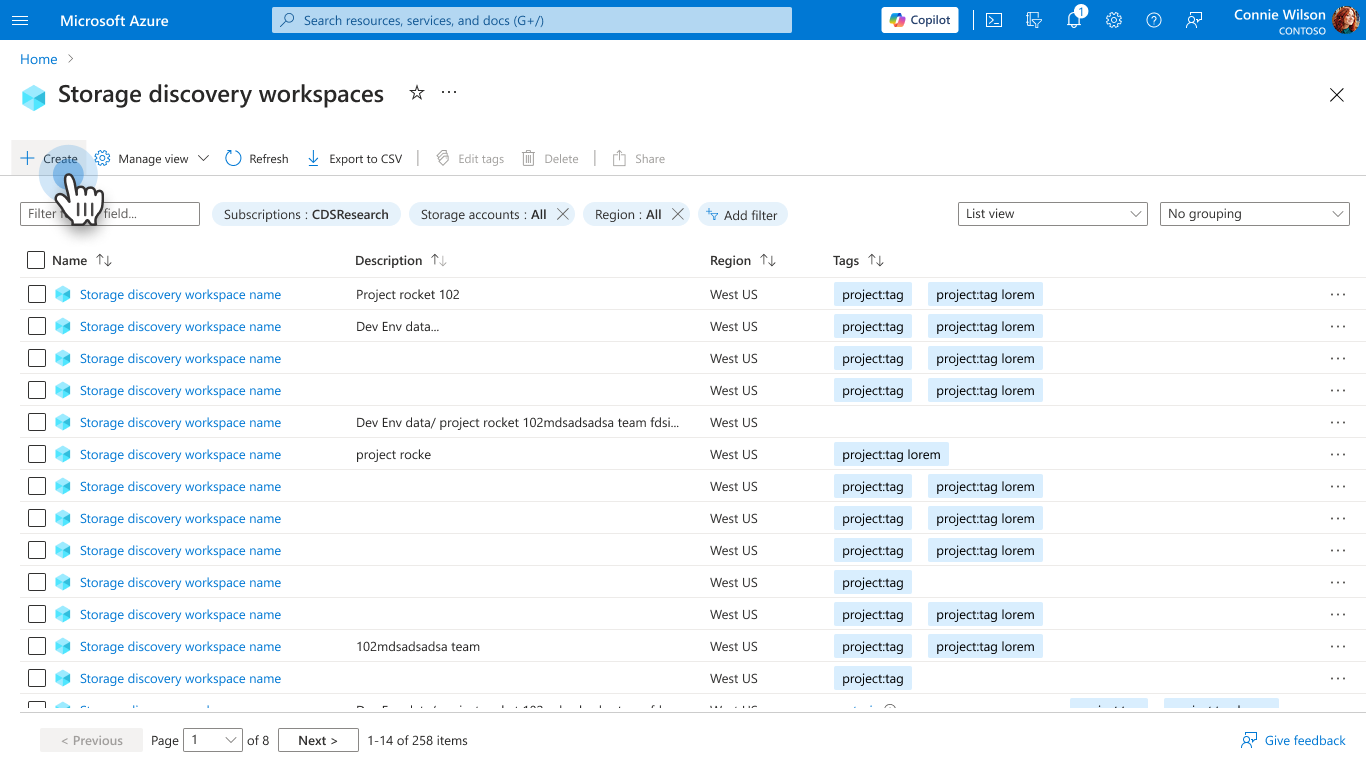 Microsoft Azure Search resources, services, and docs (G+/) Copilot 1 Connie Wilson
CONTOSO
Home >
Storage discovery workspaces ...
Create Manage view Refresh Export to CSV Edit tags Delete Share
Filter field... Subscriptions : CDSResearch Storage accounts : All Region : All Add filter List view No grouping
Name Description Region Tags
Storage discovery workspace name Project rocket 102 West US project:tag project:tag lorem
Storage discovery workspace name Dev Env data... West US project:tag project:tag lorem
Storage discovery workspace name West US project:tag project:tag lorem
Storage discovery workspace name West US project:tag project:tag lorem
Storage discovery workspace name Dev Env data/ project rocket 102mdsadsadsa team fdsi... West US
Storage discovery workspace name project rocke West US project:tag lorem
Storage discovery workspace name West US project:tag project:tag lorem
Storage discovery workspace name West US project:tag project:tag lorem
Storage discovery workspace name West US project:tag project:tag lorem
Storage discovery workspace name West US project:tag
Storage discovery workspace name West US project:tag project:tag lorem
Storage discovery workspace name 102mdsadsadsa team West US project:tag project:tag lorem
Storage discovery workspace name West US project:tag
< Previous Page 1 of 8 Next > 1-14 of 258 items Give feedback